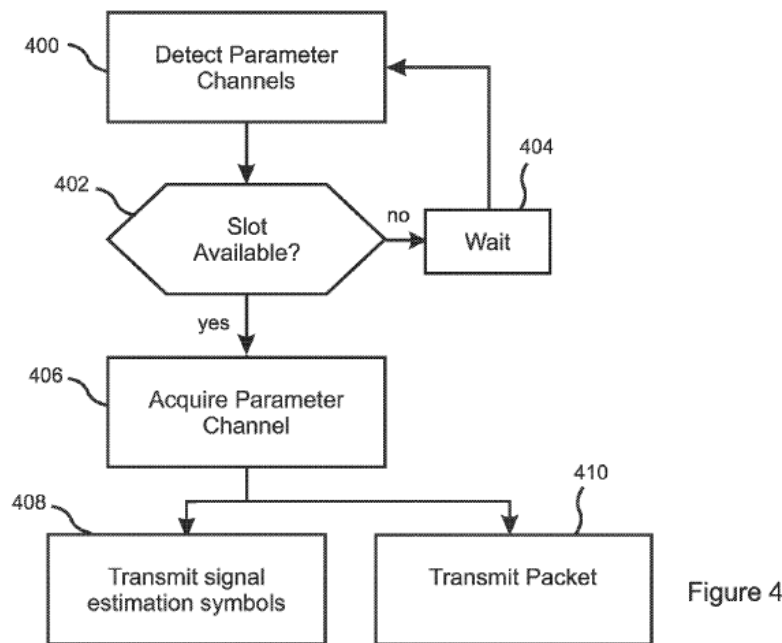 400
Detect Parameter
Channels
404
402
Slot
Available?
no
Wait
yes
406
Acquire Parameter
Channel
408
410
Transmit signal
estimation symbols
Transmit Packet
Figure 4